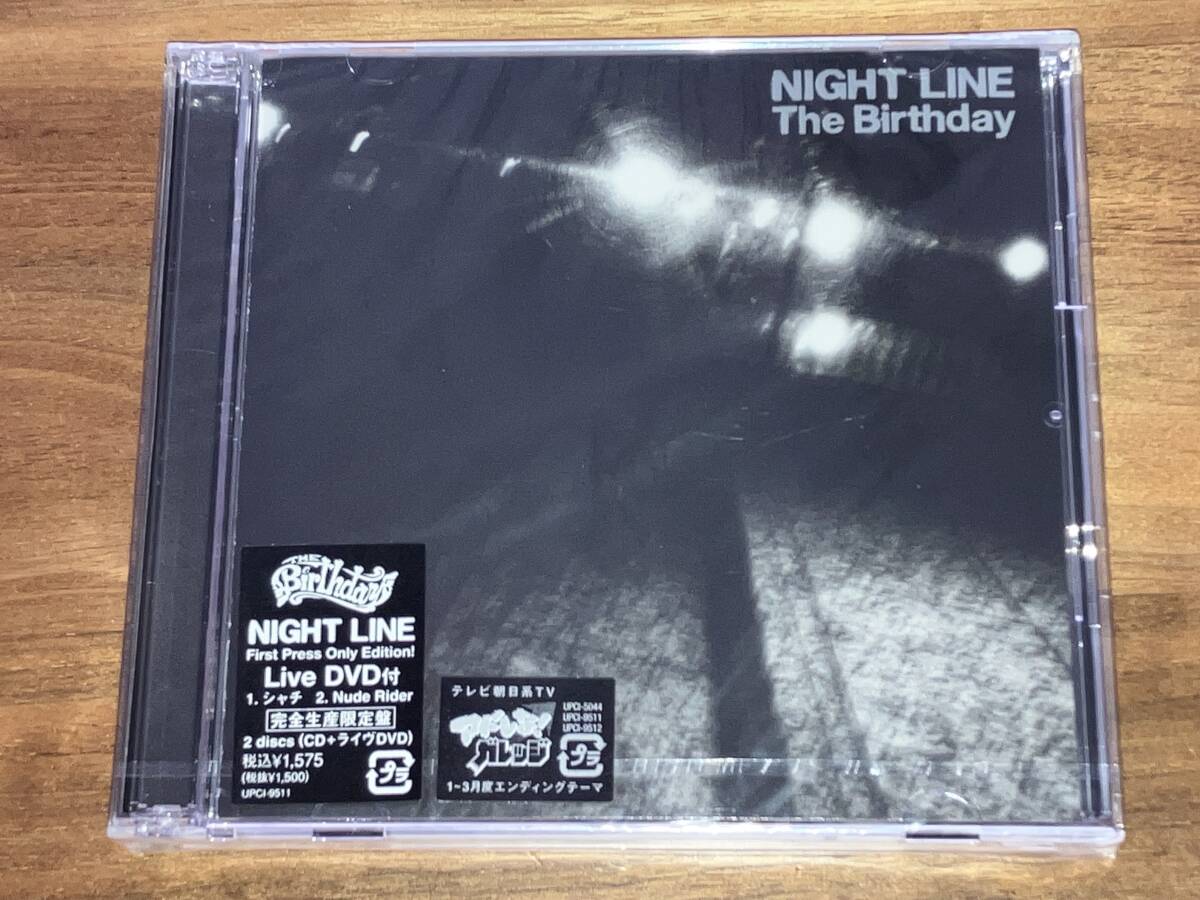 NIGHT LINE
The Birthday
THE
Birthday
NIGHT LINE
First Press Only Edition!
Live DVD付
1. シャチ 2. Nude Rider
完全生産限定盤
2 discs (CD+ライヴDVD)
税込¥1,575
(税抜¥1,500)
プラ
UPCI-9511
テレビ朝日系TV
UPCI-5044
UPCI-9511
UPCI-9512
ガレッジ
プラ
1~3月度エンディングテーマ